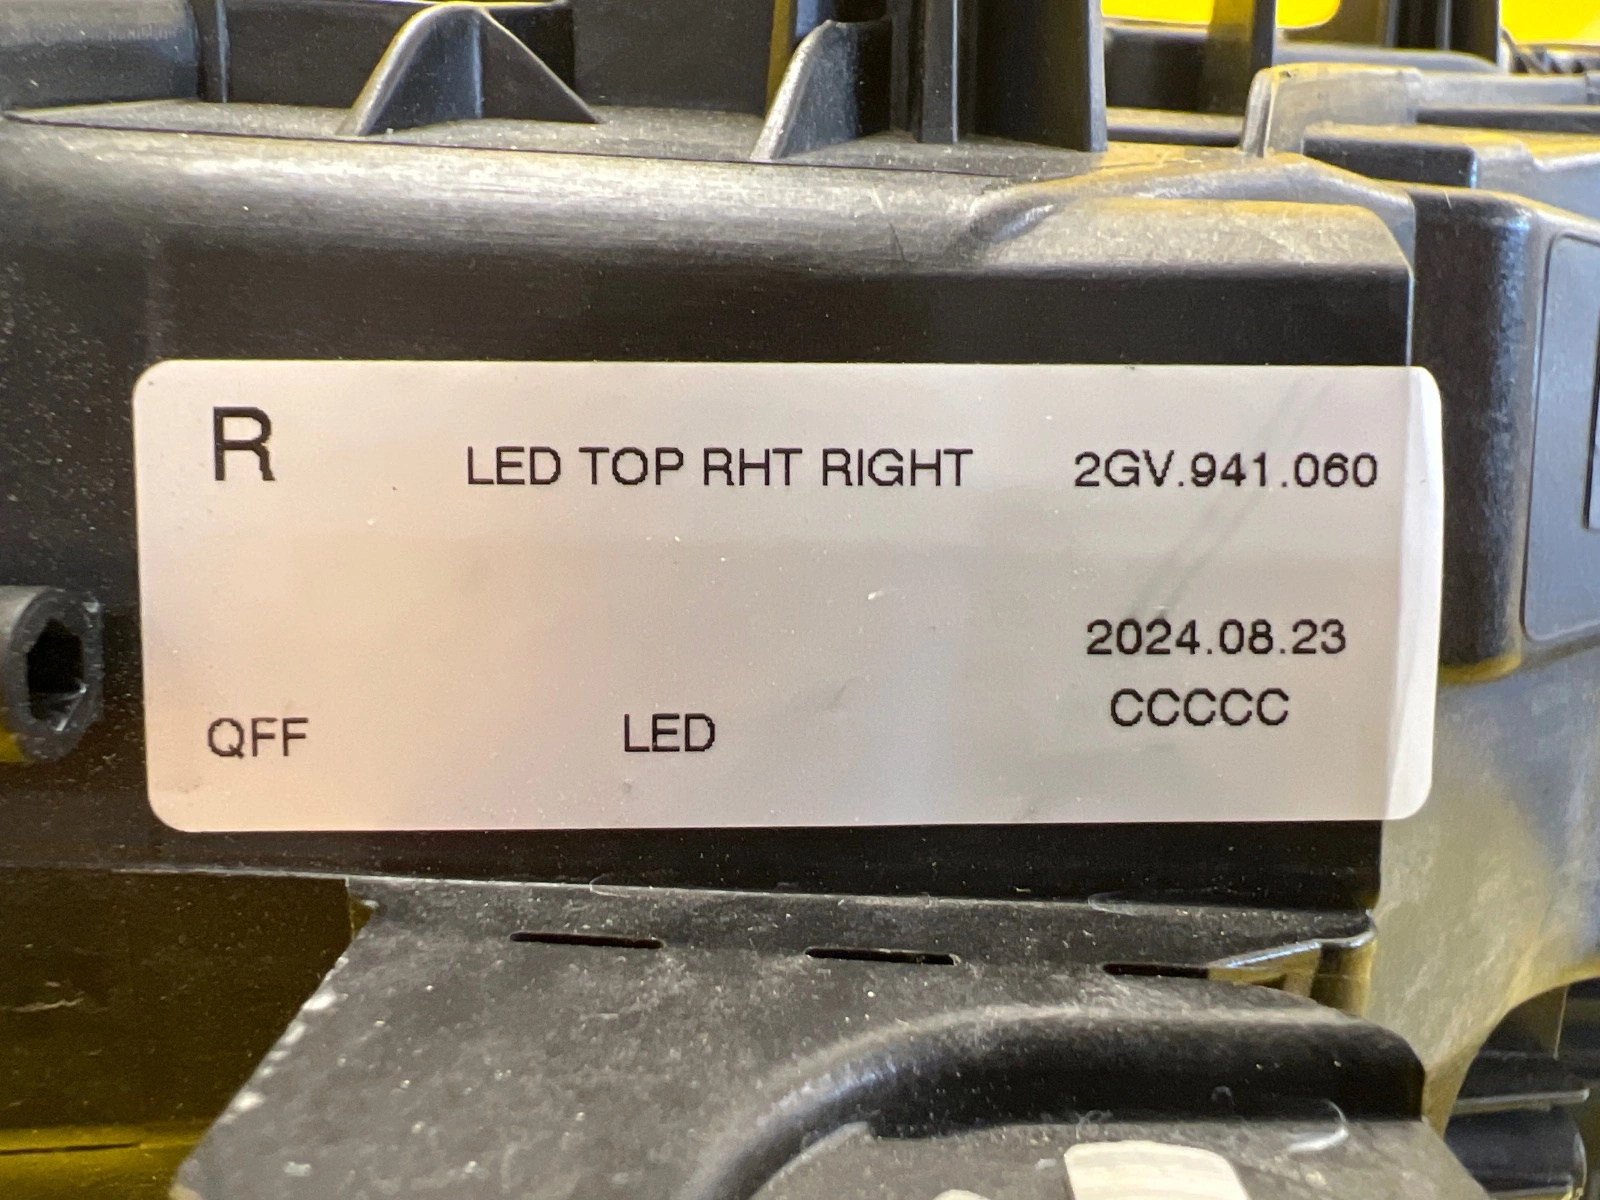 R LED TOP RHT RIGHT 2GV.941.060
2024.08.23
CCCCC
QFF LED